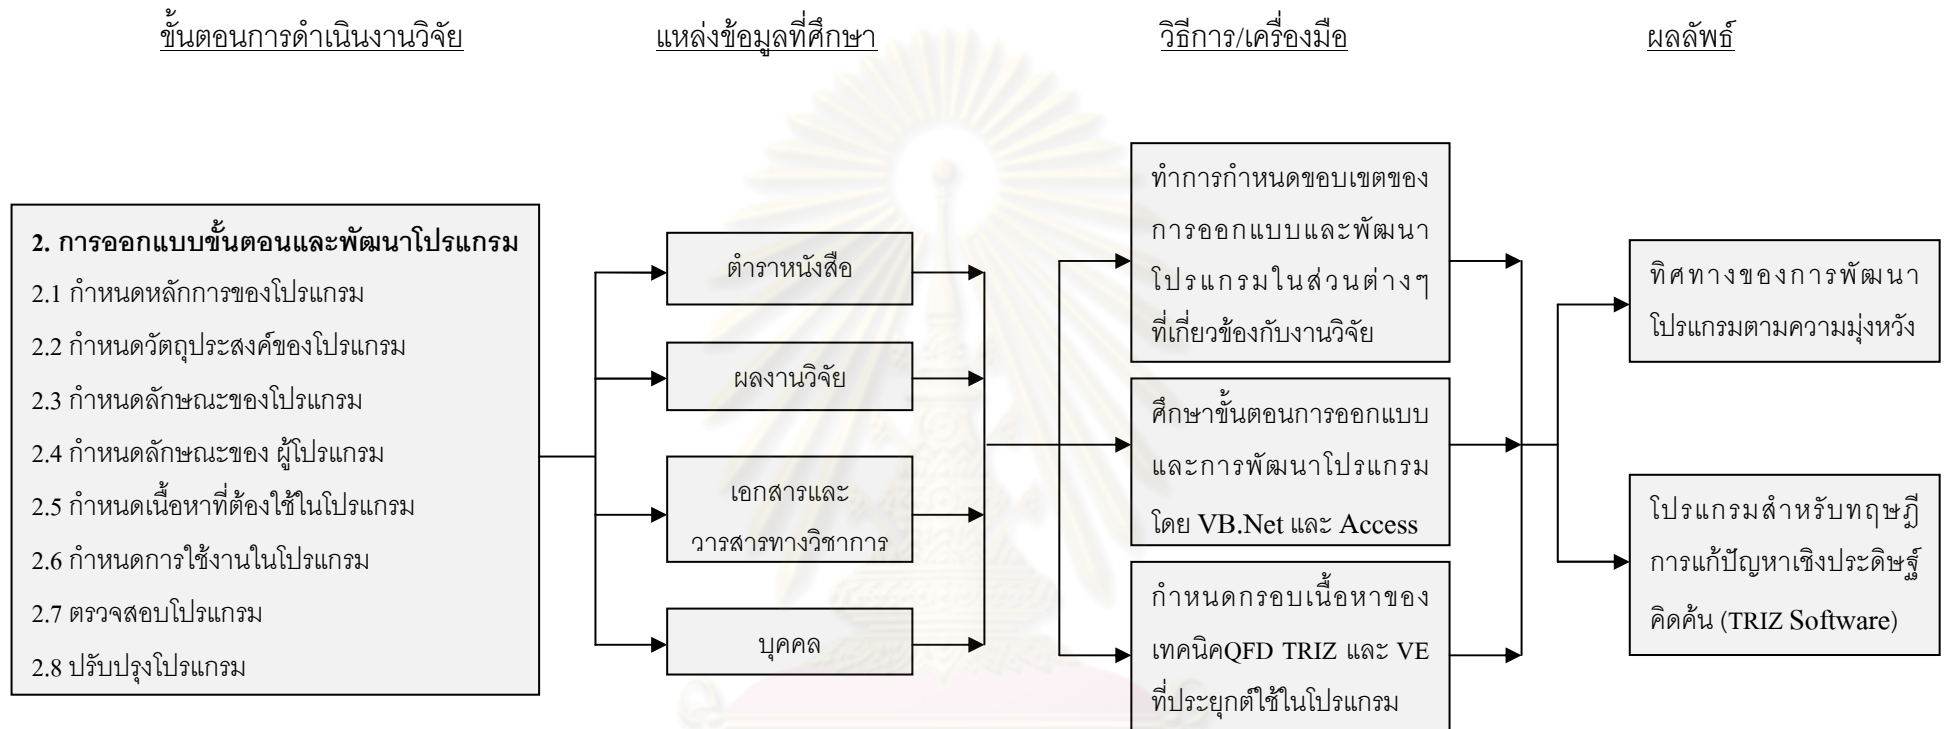 ขั้นตอนการดำเนินงานวิจัย
แหล่งข้อมูลที่ศึกษา
วิธีการ/เครื่องมือ
ผลลัพธ์
2. การออกแบบขั้นตอนและพัฒนาโปรแกรม
2.1 กำหนดหลักการของโปรแกรม
2.2 กำหนดวัตถุประสงค์ของโปรแกรม
2.3 กำหนดลักษณะของโปรแกรม
2.4 กำหนดลักษณะของ ผู้โปรแกรม
2.5 กำหนดเนื้อหาที่ต้องใช้ในโปรแกรม
2.6 กำหนดการใช้งานในโปรแกรม
2.7 ตรวจสอบโปรแกรม
2.8 ปรับปรุงโปรแกรม
ตำราหนังสือ
ผลงานวิจัย
เอกสารและ
วารสารทางวิชาการ
บุคคล
ทำการกำหนดขอบเขตของ
การออกแบบและพัฒนา
โปรแกรมในส่วนต่างๆ
ที่เกี่ยวข้องกับงานวิจัย
ศึกษาขั้นตอนการออกแบบ
และการพัฒนาโปรแกรม
โดย VB.Net และ Access
กำหนดกรอบเนื้อหาของ
เทคนิคQFD TRIZ และ VE
ที่ประยุกต์ใช้ในโปรแกรม
ทิศทางของการพัฒนา
โปรแกรมตามความมุ่งหวัง
โปรแกรมสำหรับทฤษฎี
การแก้ปัญหาเชิงประดิษฐ์
คิดค้น (TRIZ Software)